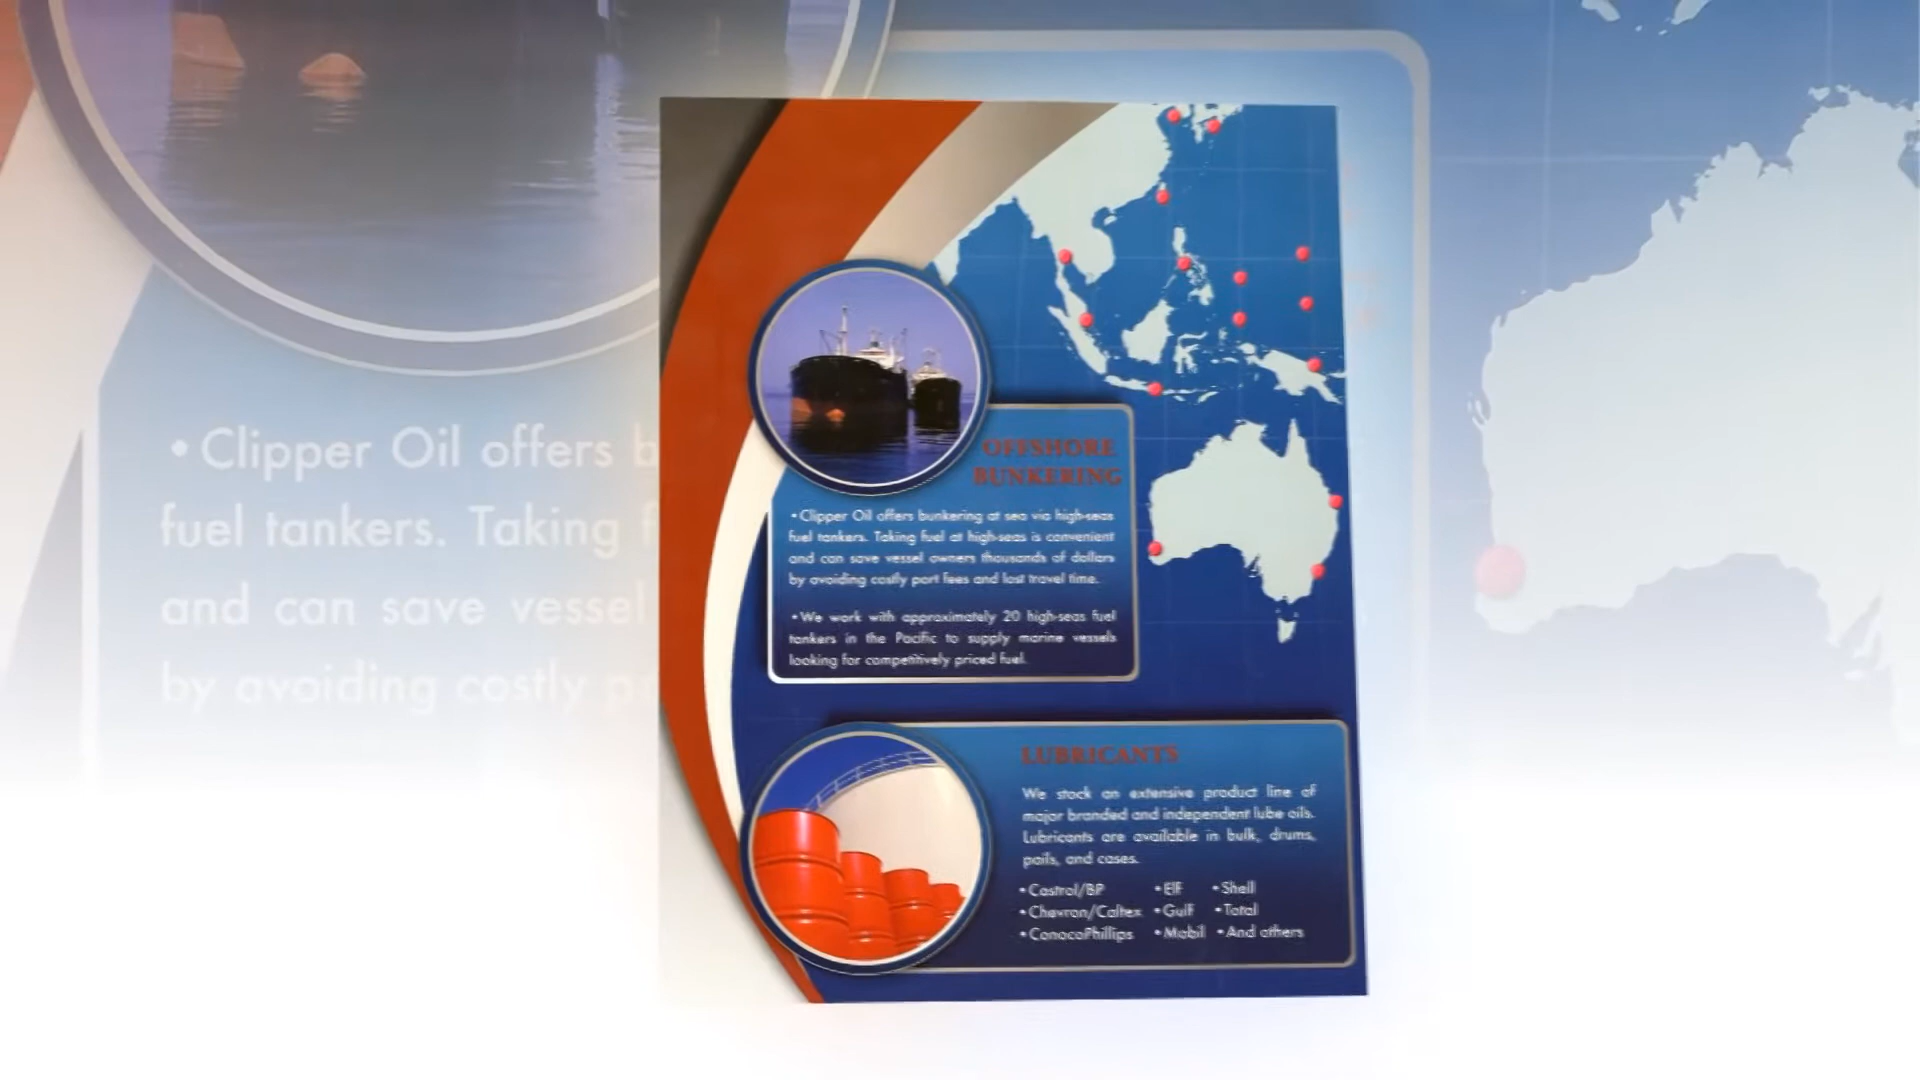 • Clipper Oil offers b
fuel tankers. Taking f
and can save vessel
by avoiding costly p
OFFSHORE
BUNKERING
• Clipper Oil offers bunkering at sea via high-seas
fuel tankers. Taking fuel at high-seas is convenient
and can save vessel owners thousands of dollars
by avoiding costly port fees and lost travel time.
• We work with approximately 20 high-seas fuel
tankers in the Pacific to supply marine vessels
looking for competitively priced fuel.
LUBRICANTS
We stock an extensive product line of
major branded and independent lube oils.
Lubricants are available in bulk, drums,
pails, and cases.
• Castrol/BP • Elf • Shell
• Chevron/Caltex • Gulf • Total
• ConocoPhillips • Mobil • And others